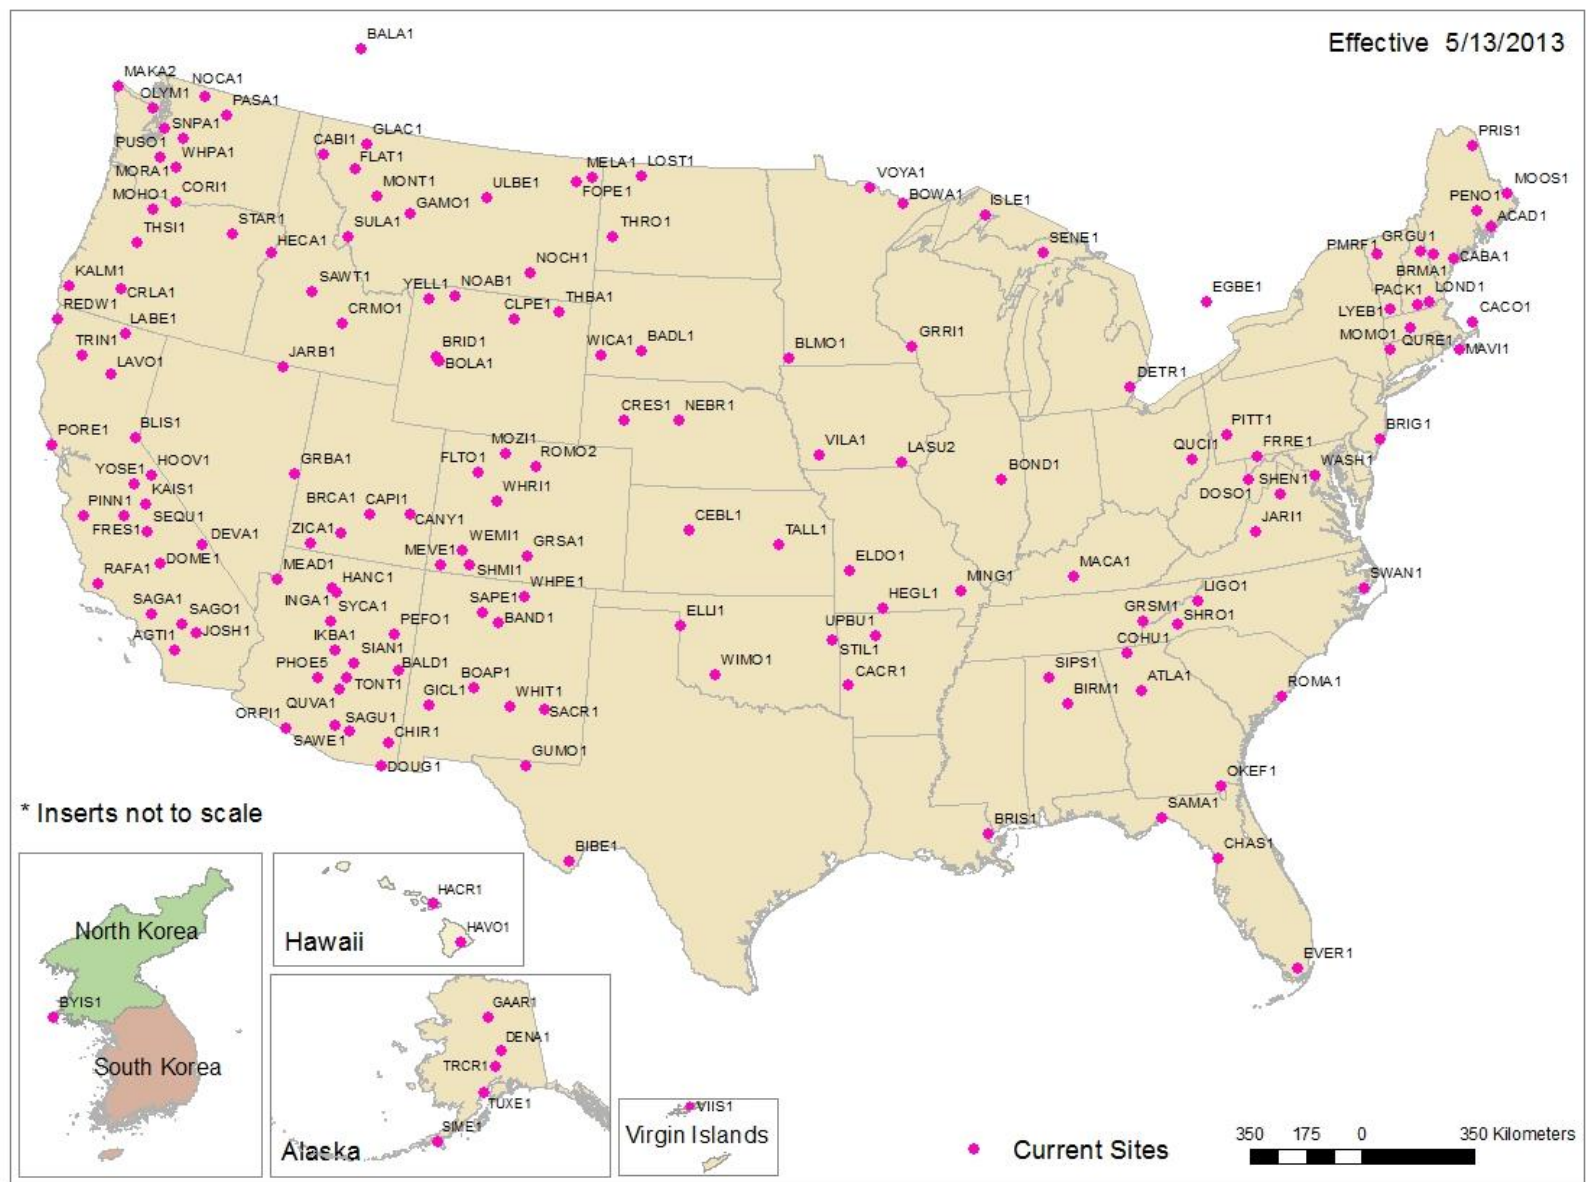 BALA1
Effective 5/13/2013
MAKA2
NOCA1
OLYM1
PASA1
SNPA1
PRIS1
GLAC1
CABI1
PUSO1
WHPA1
FLAT1
MELA1
LOST1
MORA1
VOYA1
MOOS1
MONT1
ULBE1
FOPE1
CORI1
MOHO1
BOWA1
PENO1
GAMO1
ISLE1
STAR1
SULA1
THRO1
ACAD1
THSI1
HECA1
SENE1
PMRF1
GRGU1
NOCH1
CABA1
KALM1
SAWT1
YELL1
NOAB1
BRMA1
CRLA1
CLPE1
THBA1
EGBE1
PACK1
LOND1
REDW1
CRMO1
LYEB1
CACO1
LABE1
TRIN1
BRID1
WICA1
BADL1
BLMO1
GRRI1
MOMO1
QURE1
MAVI1
LAVO1
JARB1
BOLA1
DETR1
CRES1
NEBR1
PORE1
BLIS1
PITT1
BRIG1
MOZI1
VILA1
LASU2
QUCI1
FRRE1
YOSE1
HOOV1
GRBA1
FLTO1
ROMO2
BOND1
WASH1
KAIS1
WHRI1
SHEN1
PINN1
BRCA1
CAPI1
DOSO1
SEQU1
CANY1
CEBL1
JARI1
FRES1
DEVA1
ZICA1
WEMI1
TALL1
MEVE1
GRSA1
DOME1
MEAD1
SHMI1
ELDO1
MACA1
RAFA1
HANC1
WHPE1
MING1
SWAN1
INGA1
SYCA1
SAPE1
HEGL1
LIGO1
SAGA1
SAGO1
PEFO1
BAND1
ELLI1
UPBU1
GRSM1
SHRO1
AGTI1
JOSH1
IKBA1
SIAN1
STIL1
COHU1
PHOE5
BALD1
BOAP1
WIMO1
CACR1
SIPS1
TONT1
GICL1
WHIT1
BIRM1
ATLA1
ROMA1
QUVA1
SACR1
ORPI1
SAGU1
SAWE1
CHIR1
DOUG1
GUMO1
OKEF1
* Inserts not to scale
SAMA1
BRIS1
BIBE1
CHAS1
HACR1
North Korea
HAVO1
Hawaii
EVER1
BYIS1
GAAR1
DENA1
South Korea
TRCR1
TUXE1
VIIS1
SIME1
Virgin Islands
Alaska
Current Sites
350 175 0 350 Kilometers